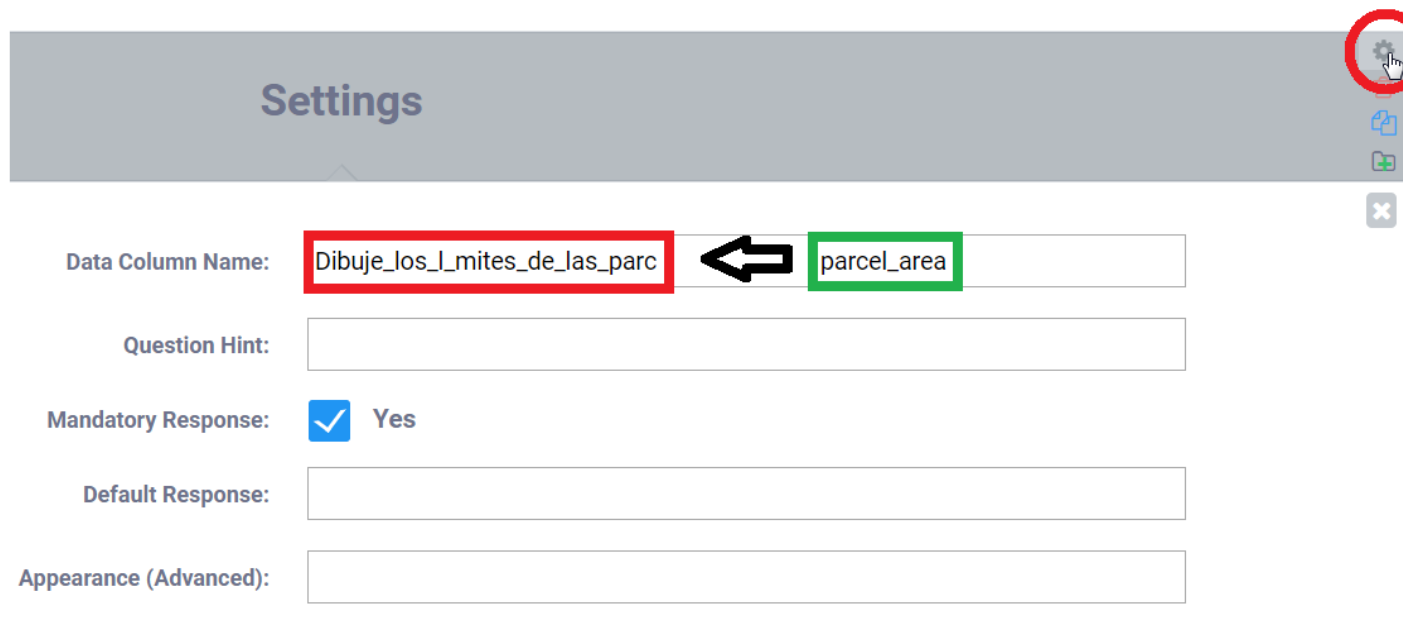 Settings
Data Column Name: Dibuje_los_l_mites_de_las_parc parcel_area
Question Hint:
Mandatory Response: Yes
Default Response:
Appearance (Advanced):